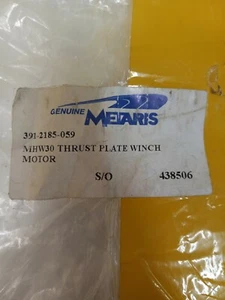 GENUINE
METARIS
391-2185-059
MHW30 THRUST PLATE WINCH
MOTOR
S/O 438506